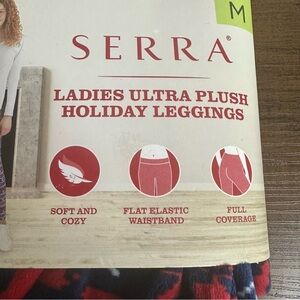 M
SERRA®
LADIES ULTRA PLUSH
HOLIDAY LEGGINGS
SOFT AND
COZY
FLAT ELASTIC
WAISTBAND
FULL
COVERAGE